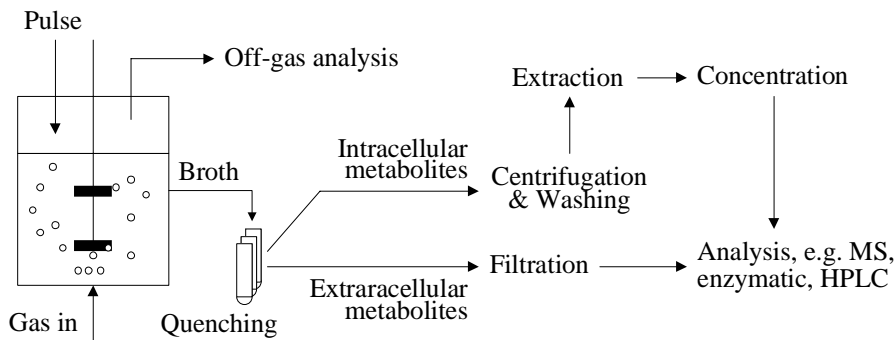 Pulse
Off-gas analysis
Extraction
Concentration
Broth
Intracellular
metabolites
Centrifugation
& Washing
Analysis, e.g. MS,
enzymatic, HPLC
Filtration
Extraracellular
metabolites
Gas in
Quenching